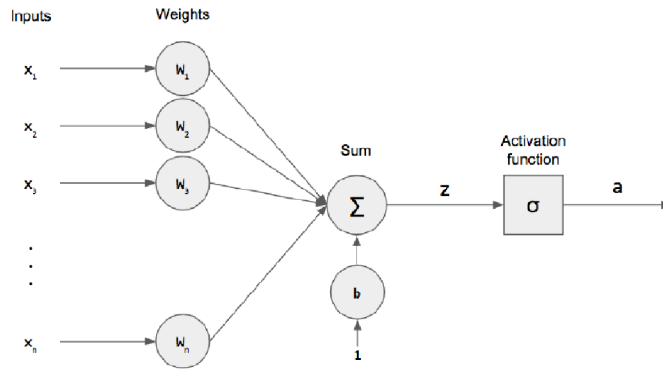 Inputs Weights
x₁ W₁
x₂ W₂
Sum
Activation
function
x₃ W₃
Σ z σ a
.
.
.
b
xₙ Wₙ
1